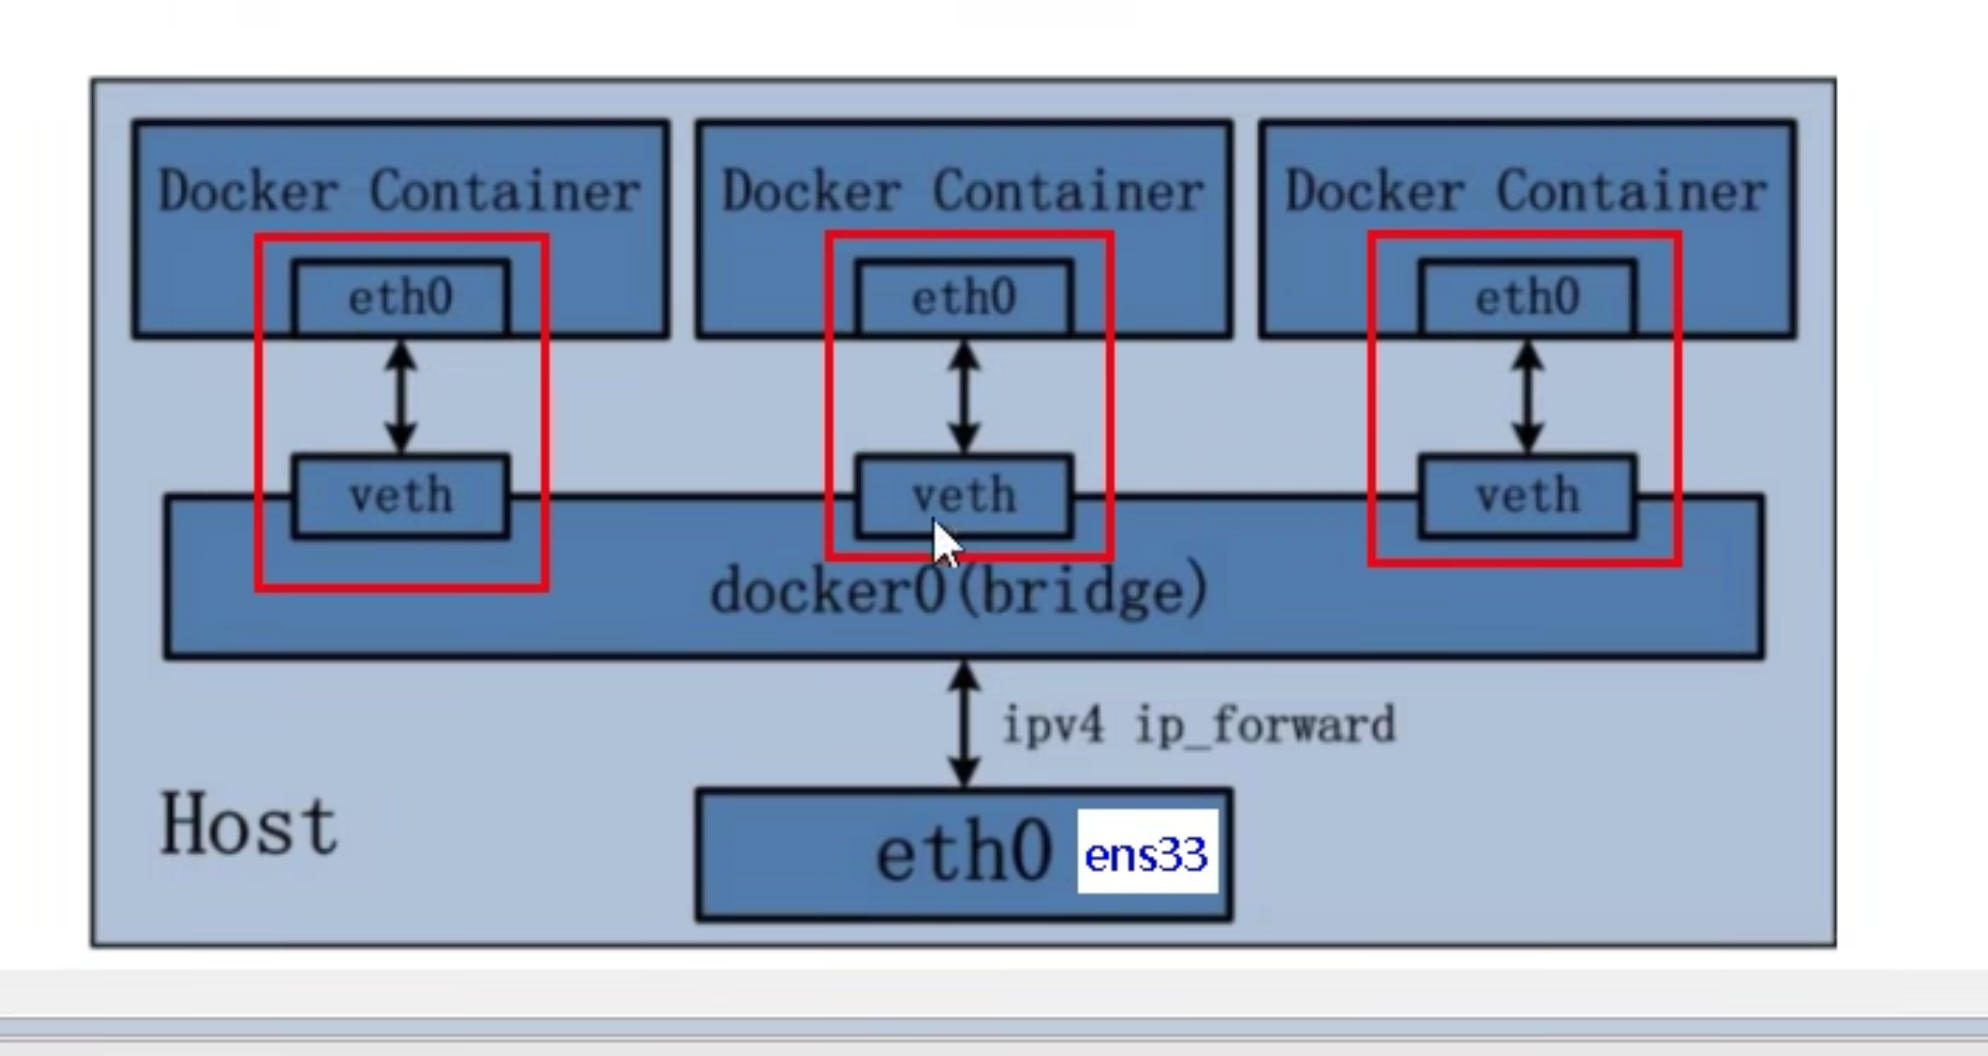 Docker Container Docker Container Docker Container
eth0 eth0 eth0
veth veth veth
docker0(bridge)
ipv4 ip_forward
Host
eth0 ens33